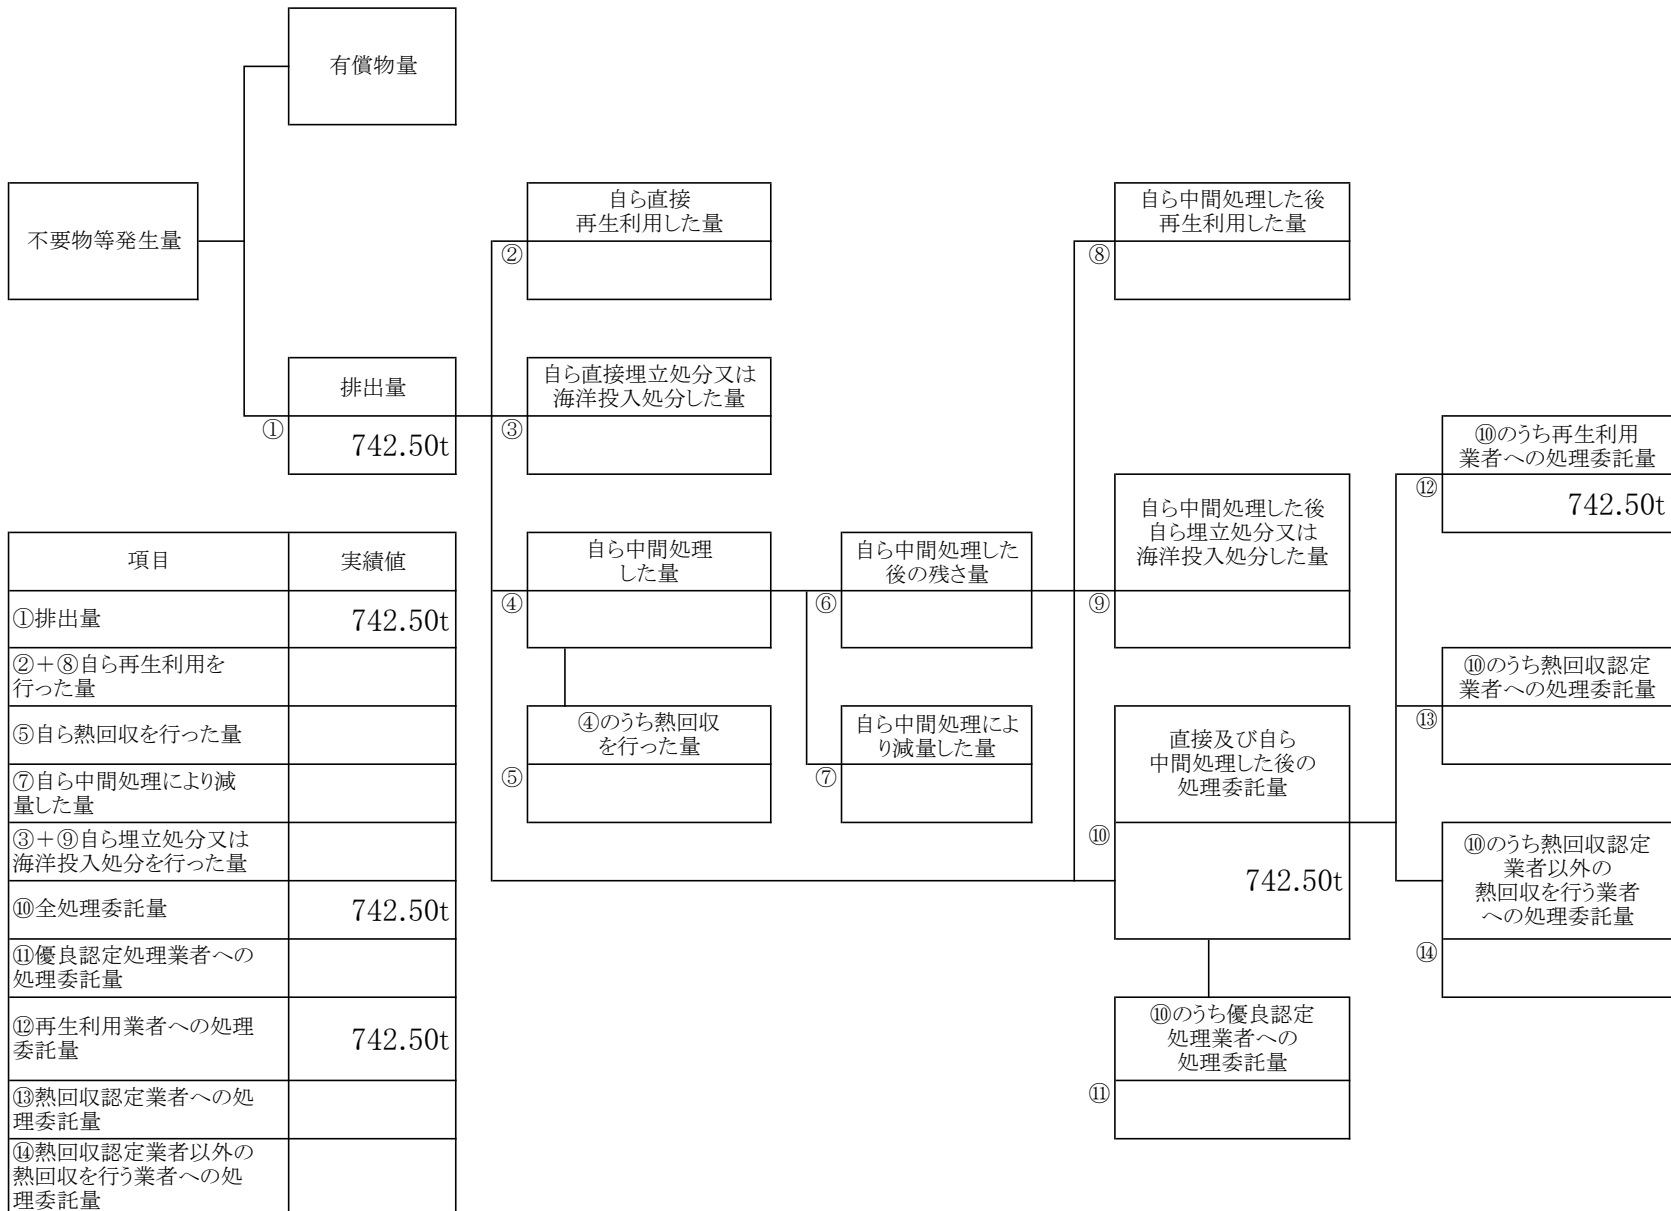 有償物量
不要物等発生量
自ら直接
再生利用した量
②
自ら中間処理した後
再生利用した量
⑧
排出量
①
742.50t
自ら直接埋立処分又は
海洋投入処分した量
③
⑩のうち再生利用
業者への処理委託量
⑫
742.50t
自ら中間処理した後
自ら埋立処分又は
海洋投入処分した量
⑨
自ら中間処理
した量
④
自ら中間処理した
後の残さ量
⑥
⑩のうち熱回収認定
業者への処理委託量
⑬
④のうち熱回収
を行った量
⑤
自ら中間処理によ
り減量した量
⑦
直接及び自ら
中間処理した後の
処理委託量
⑩
742.50t
⑩のうち熱回収認定
業者以外の
熱回収を行う業者
への処理委託量
⑭
⑩のうち優良認定
処理業者への
処理委託量
⑪
項目
実績値
①排出量
742.50t
②+⑧自ら再生利用を
行った量
⑤自ら熱回収を行った量
⑦自ら中間処理により減
量した量
③+⑨自ら埋立処分又は
海洋投入処分を行った量
⑩全処理委託量
742.50t
⑪優良認定処理業者への
処理委託量
⑫再生利用業者への処理
委託量
742.50t
⑬熱回収認定業者への処
理委託量
⑭熱回収認定業者以外の
熱回収を行う業者への処
理委託量